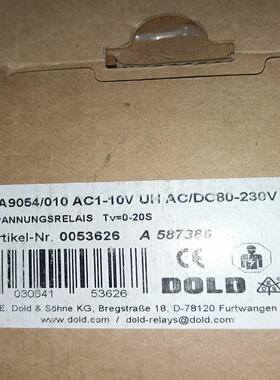 A9054/010 AC1-10V UH AC/DC80-230V
PANNUNGSRELAIS Tv=0-20S
rtikel-Nr. 0053626 A 587386
CE
DOLD
030641 53626
E. Dold & Söhne KG, Bregstraße 18, D-78120 Furtwangen
www.dold.com / dold-relays@dold.com